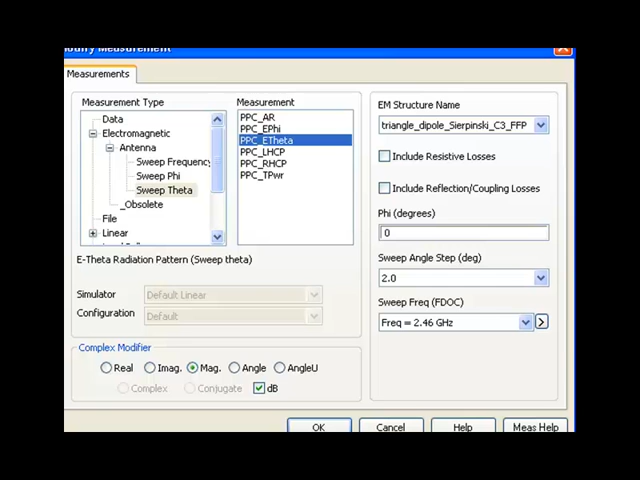 Modify Measurement
Measurements
Measurement Type
Data
Electromagnetic
Antenna
Sweep Frequency
Sweep Phi
Sweep Theta
_Obsolete
File
Linear
Measurement
PPC_AR
PPC_EPhi
PPC_ETheta
PPC_LHCP
PPC_RHCP
PPC_TPwr
E-Theta Radiation Pattern (Sweep theta)
Simulator
Default Linear
Configuration
Default
Complex Modifier
Real
Imag.
Mag.
Angle
AngleU
Complex
Conjugate
dB
EM Structure Name
triangle_dipole_Sierpinski_C3_FFP
Include Resistive Losses
Include Reflection/Coupling Losses
Phi (degrees)
0
Sweep Angle Step (deg)
2.0
Sweep Freq (FDOC)
Freq = 2.46 GHz
>
OK
Cancel
Help
Meas Help